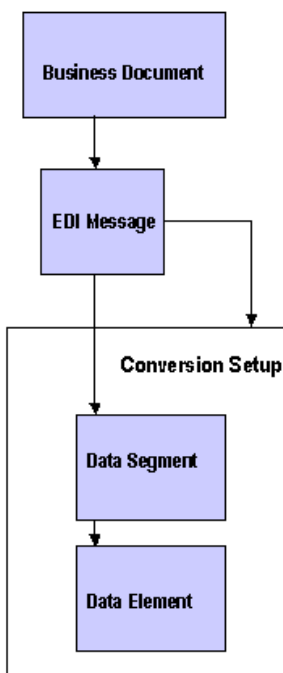 Business Document
EDI Message
Conversion Setup
Data Segment
Data Element